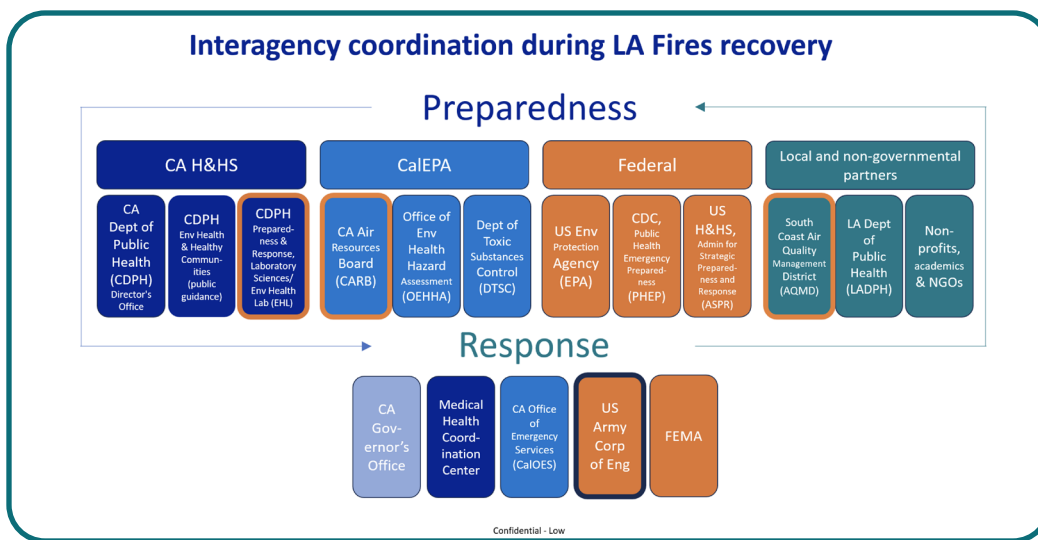 Interagency coordination during LA Fires recovery
Preparedness
CA H&HS
CalEPA
Federal
Local and non-governmental
partners
CA
Dept of
Public
Health
(CDPH)
Director's
Office
CDPH
Env Health
& Healthy
Commun-
ities
(public
guidance)
CDPH
Prepared-
ness &
Response,
Laboratory
Sciences/
Env Health
Lab (EHL)
CA Air
Resources
Board
(CARB)
Office of
Env
Health
Hazard
Assessment
(OEHHA)
Dept of
Toxic
Substances
Control
(DTSC)
US Env
Protection
Agency
(EPA)
CDC,
Public
Health
Emergency
Prepared-
ness
(PHEP)
US
H&HS,
Admin for
Strategic
Prepared-
ness and
Response
(ASPR)
South
Coast Air
Quality
Management
District
(AQMD)
LA Dept
of
Public
Health
(LADPH)
Non-
profits,
academics
& NGOs
Response
CA
Gov-
ernor's
Office
Medical
Health
Coord-
ination
Center
CA Office
of
Emergency
Services
(CalOES)
US
Army
Corp
of Eng
FEMA
Confidential - Low